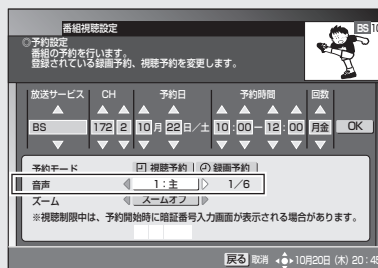 番組視聴設定
BS 10
◎予約設定
番組の予約を行います。
登録されている録画予約、視聴予約を変更します。
放送サービス CH 予約日 予約時間 回数
BS 172 2 10月22日/土 10:00-12:00 月金 OK
予約モード 視聴予約 録画予約
音声 1:主 1/6
ズーム ズームオフ
※視聴制限中は、予約開始時に暗証番号入力画面が表示される場合があります。
戻る 取消 10月20日(木) 20:45